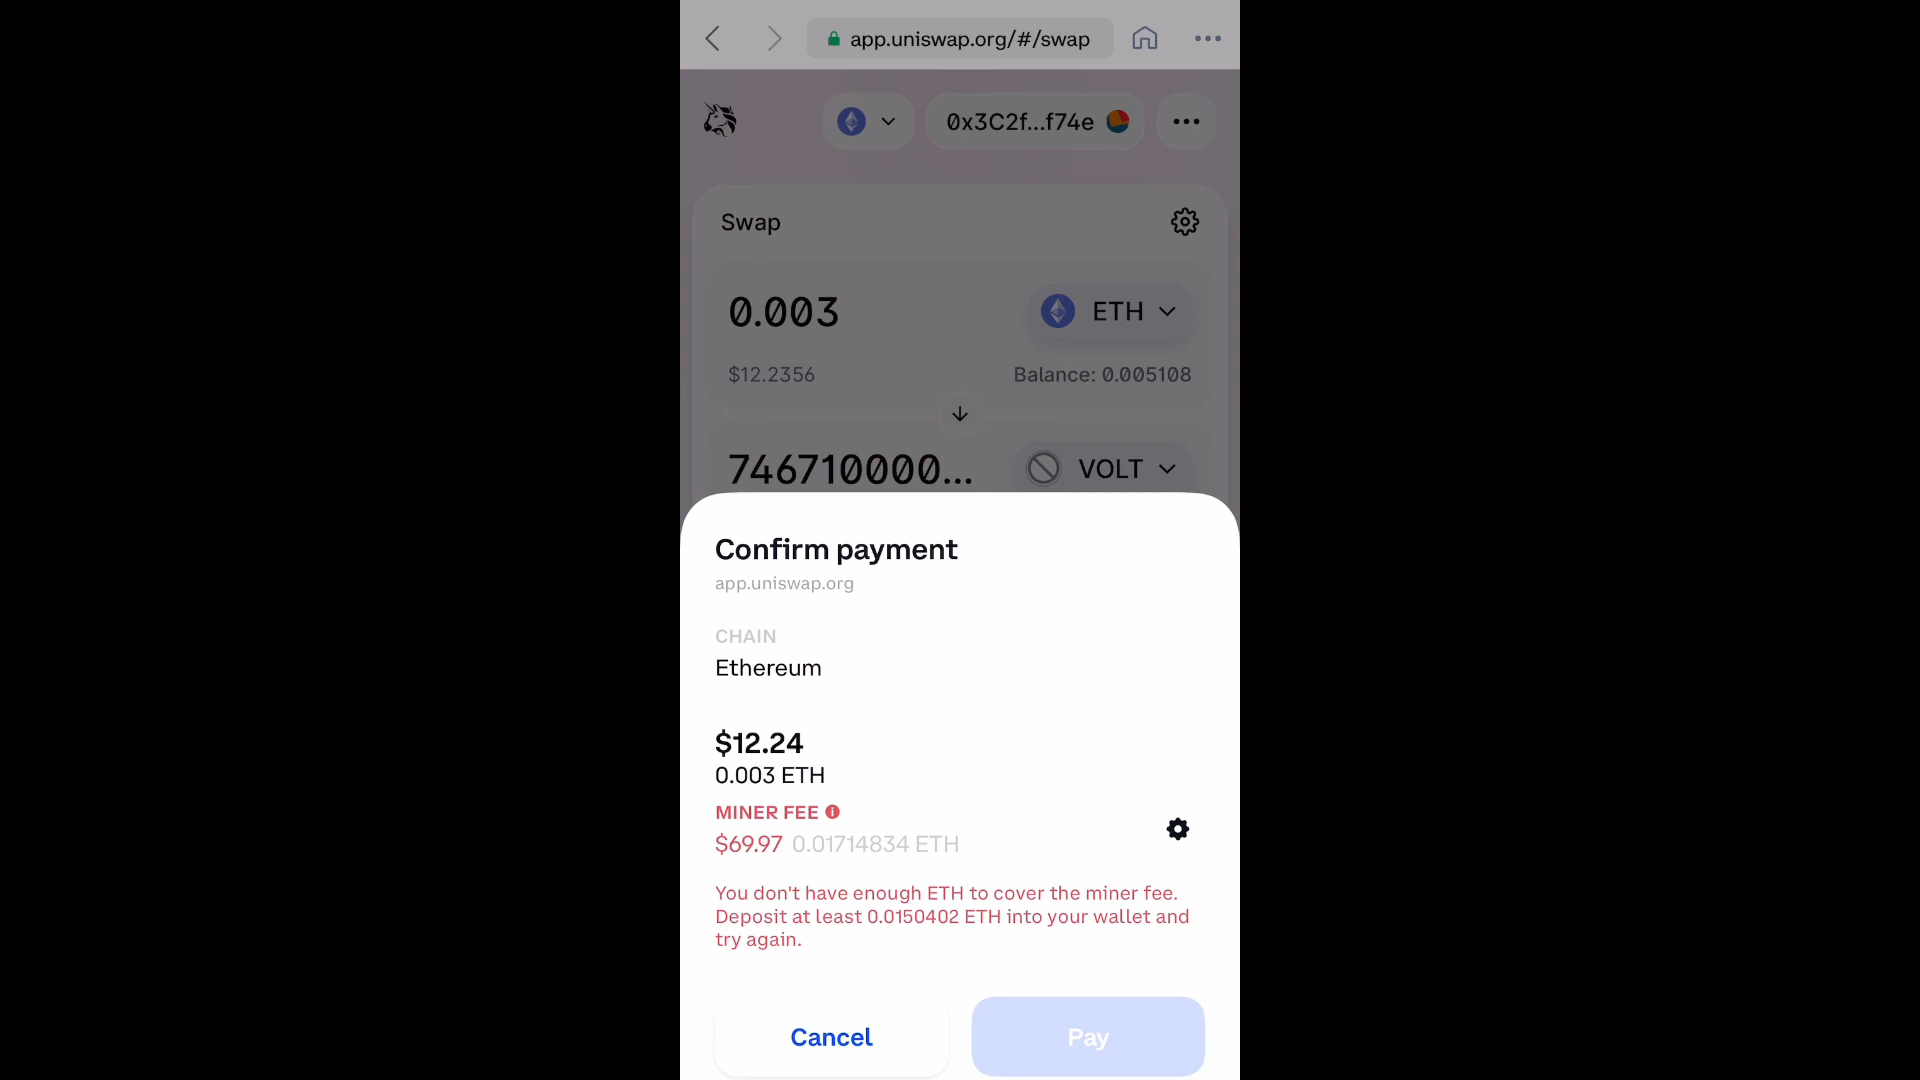 app.uniswap.org/#/swap
0x3C2f...f74e
Swap
0.003 ETH
$12.2356 Balance: 0.005108
746710000... VOLT
Confirm payment
app.uniswap.org
CHAIN
Ethereum
$12.24
0.003 ETH
MINER FEE
$69.97 0.01714834 ETH
You don't have enough ETH to cover the miner fee.
Deposit at least 0.0150402 ETH into your wallet and
try again.
Cancel Pay